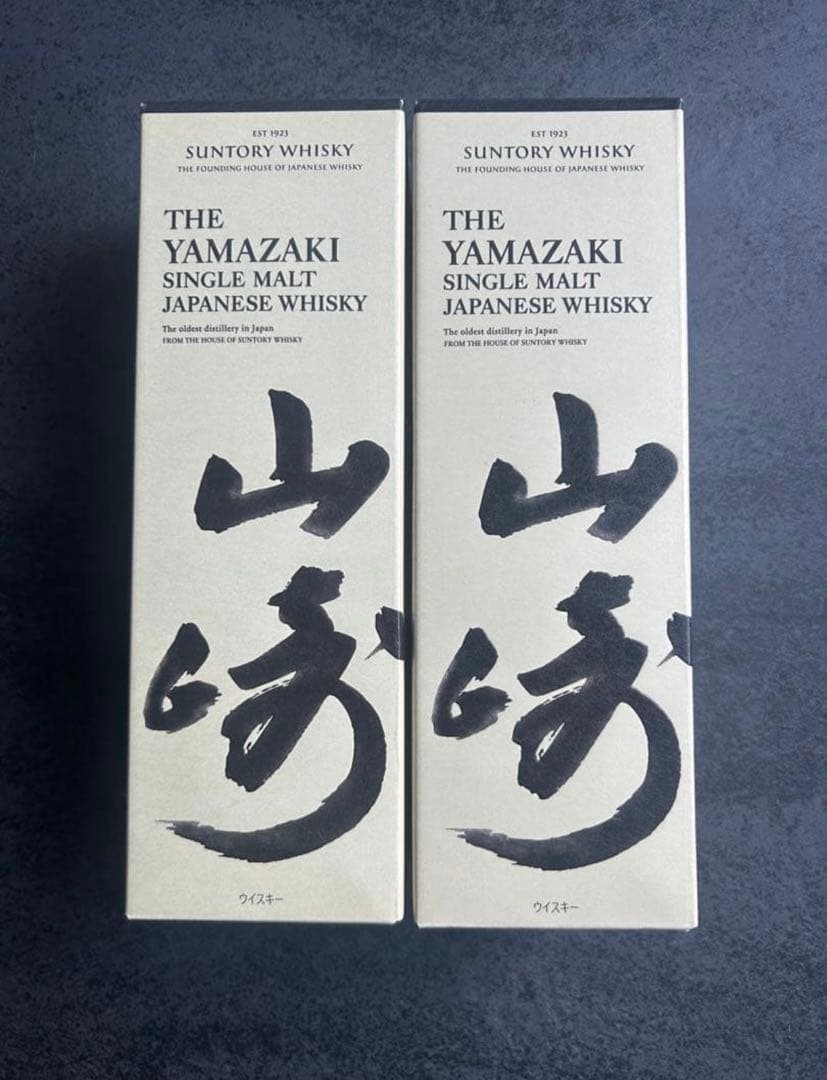 EST 1923
SUNTORY WHISKY
THE FOUNDING HOUSE OF JAPANESE WHISKY
THE
YAMAZAKI
SINGLE MALT
JAPANESE WHISKY
The oldest distillery in Japan
FROM THE HOUSE OF SUNTORY WHISKY
山
崎
ウイスキー
EST 1923
SUNTORY WHISKY
THE FOUNDING HOUSE OF JAPANESE WHISKY
THE
YAMAZAKI
SINGLE MALT
JAPANESE WHISKY
The oldest distillery in Japan
FROM THE HOUSE OF SUNTORY WHISKY
山
崎
ウイスキー